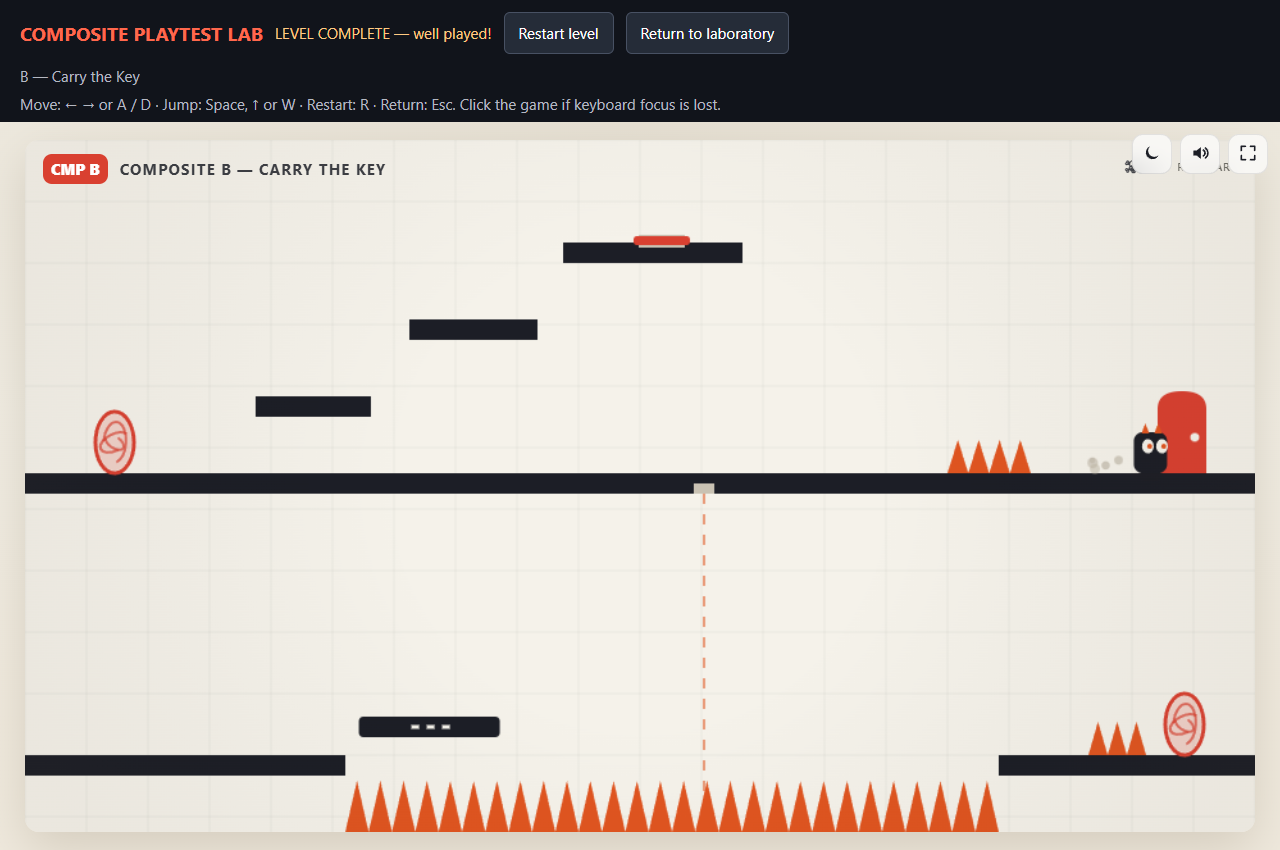 COMPOSITE PLAYTEST LAB LEVEL COMPLETE — well played! Restart level Return to laboratory
B — Carry the Key
Move: ← → or A / D · Jump: Space, ↑ or W · Restart: R · Return: Esc. Click the game if keyboard focus is lost.
CMP B COMPOSITE B — CARRY THE KEY